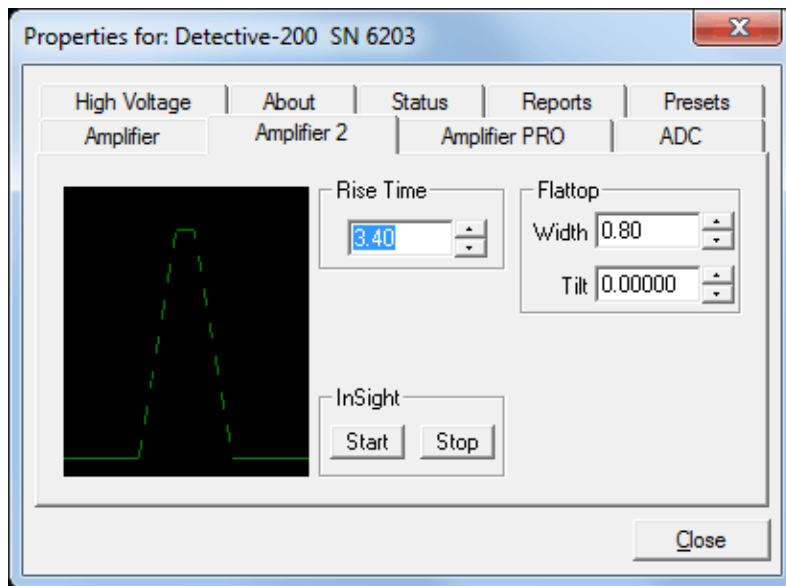 Properties for: Detective-200 SN 6203
High Voltage About Status Reports Presets
Amplifier Amplifier 2 Amplifier PRO ADC
Rise Time
3.40
Flattop
Width 0.80
Tilt 0.00000
InSight
Start Stop
Close